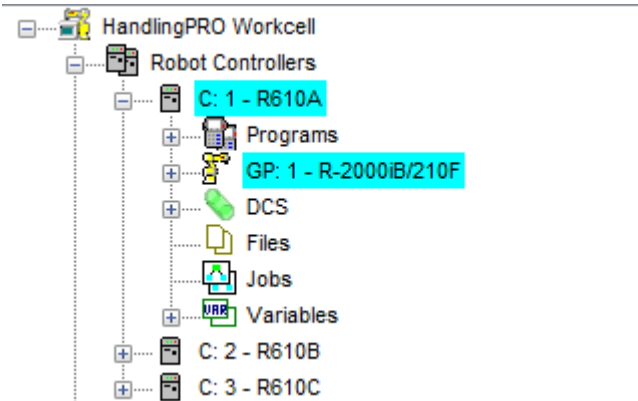 HandlingPRO Workcell
Robot Controllers
C: 1 - R610A
Programs
GP: 1 - R-2000iB/210F
DCS
Files
Jobs
VAR Variables
C: 2 - R610B
C: 3 - R610C